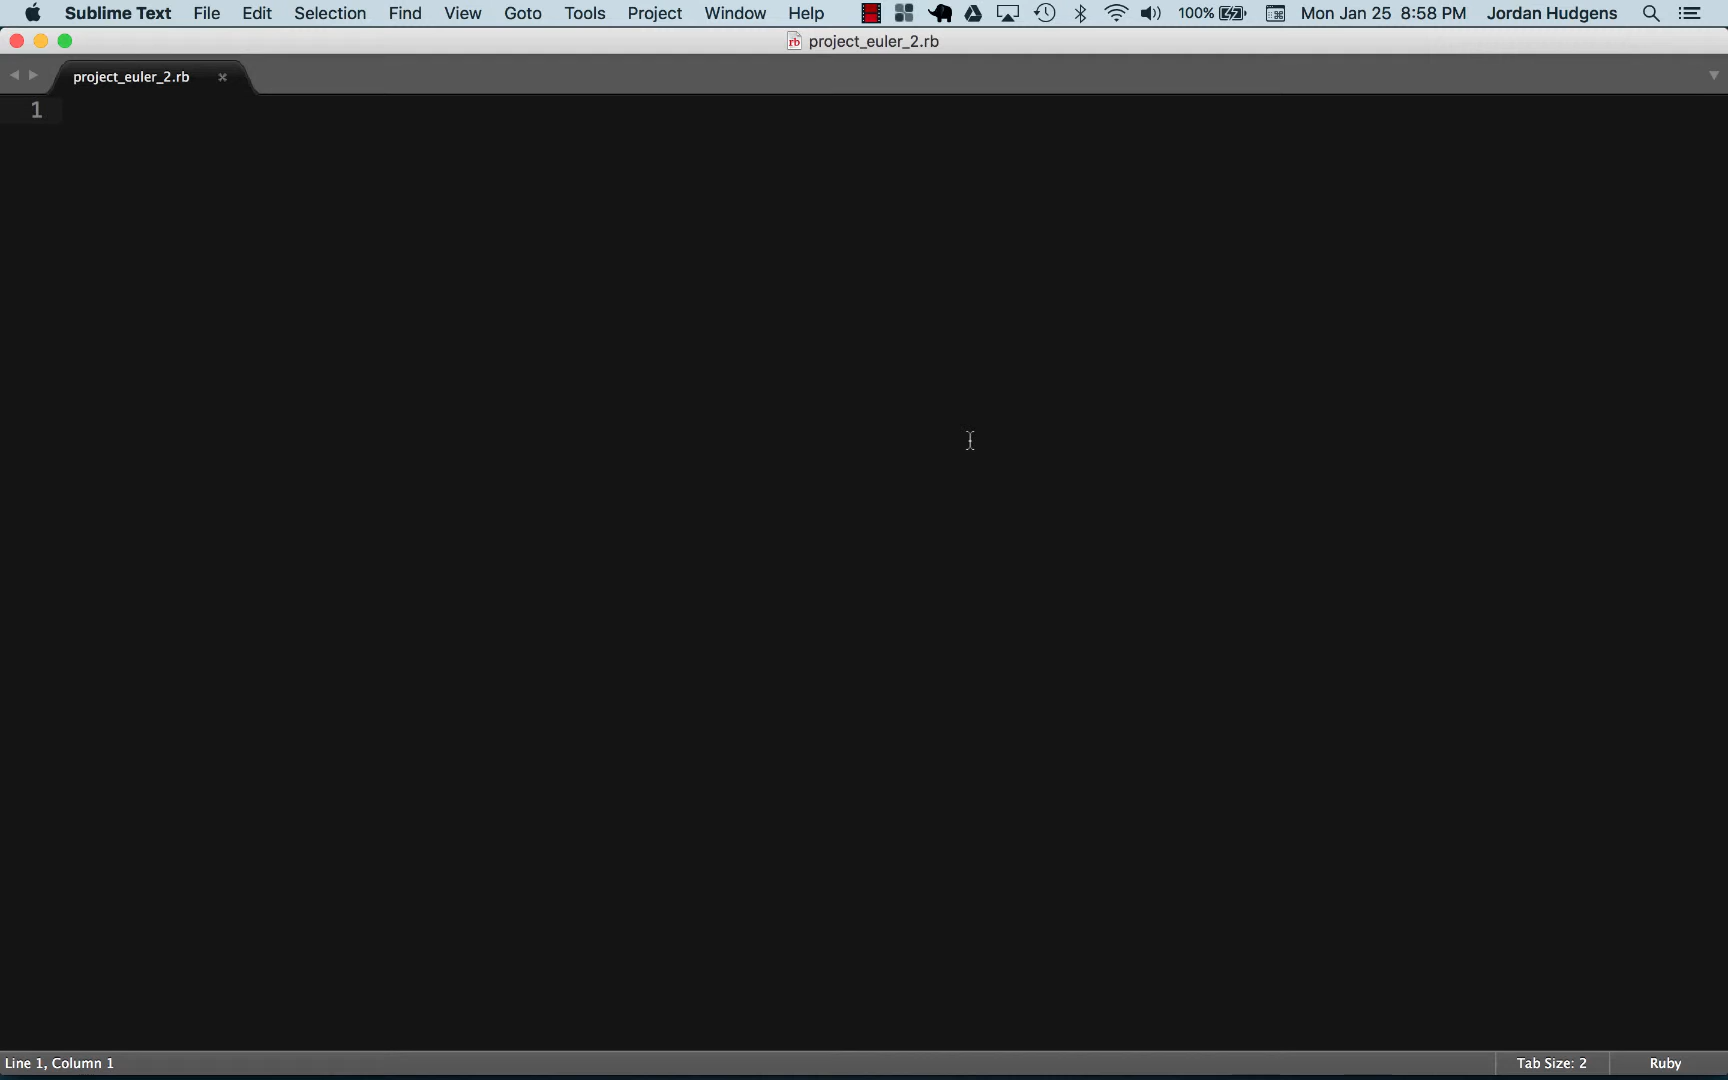 Sublime Text File Edit Selection Find View Goto Tools Project Window Help 100% Mon Jan 25 8:58 PM Jordan Hudgens
rb project_euler_2.rb
project_euler_2.rb
1
Line 1, Column 1 Tab Size: 2 Ruby